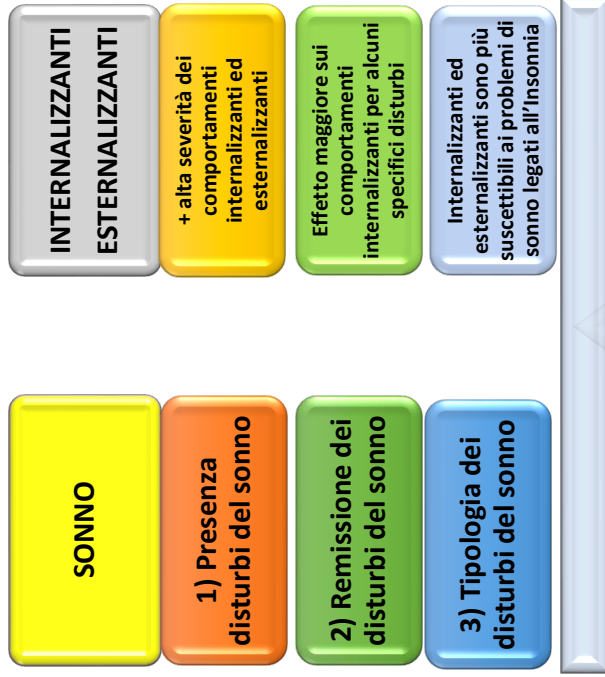 SONNO
INTERNALIZZANTI
ESTERNALIZZANTI
1) Presenza
disturbi del sonno
+ alta severità dei
comportamenti
internalizzanti ed
esternalizzanti
2) Remissione dei
disturbi del sonno
Effetto maggiore sui
comportamenti
internalizzanti per alcuni
specifici disturbi
3) Tipologia dei
disturbi del sonno
Internalizzanti ed
esternalizzanti sono più
suscettibili ai problemi di
sonno legati all'Insonnia